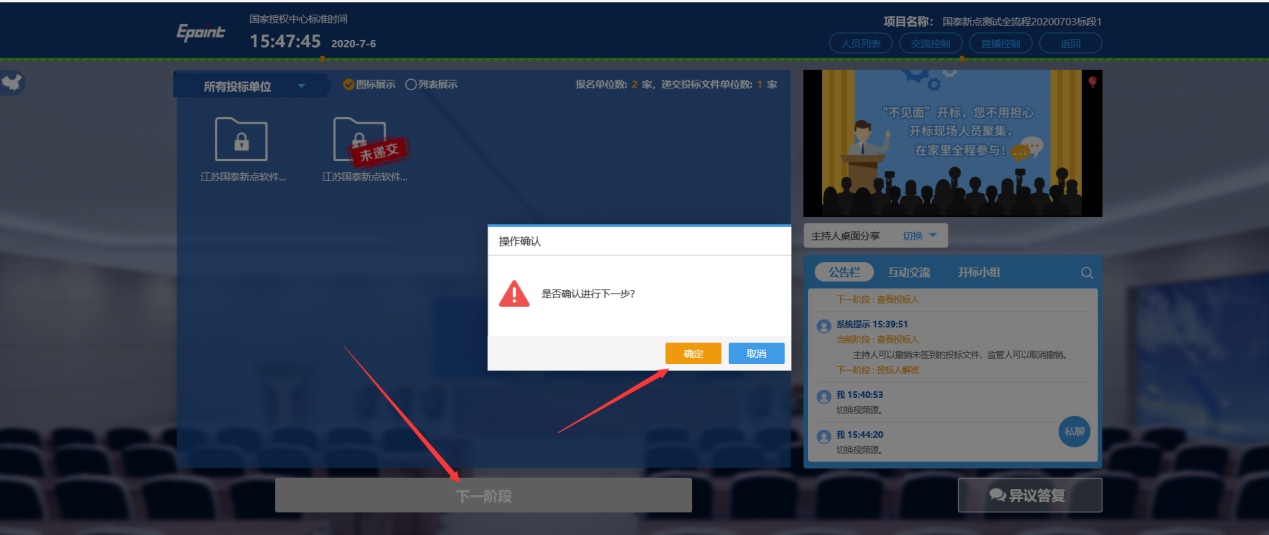 Epoint
国家授权中心标准时间
15:47:45 2020-7-6
项目名称： 国泰新点测试全流程20200703标段1
人员列表 交流控制 直播控制 返回
所有投标单位
图标展示 列表展示
报名单位数: 2 家，递交投标文件单位数: 1 家
未递交
江苏国泰新点软件...
江苏国泰新点软件...
“不见面”开标，您不用担心
开标现场人员聚集，
在家里全程参与！
主持人桌面分享 切换
公告栏 互动交流 开标小组
下一阶段 : 查看投标人
系统提示 15:39:51
当前阶段 : 查看投标人
主持人可以撤销未签到的投标文件，监管人可以取消撤销。
下一阶段 : 投标人解密
我 15:40:53
切换视频源。
我 15:44:20
切换视频源。
私聊
操作确认
是否确认进行下一步？
确定 取消
下一阶段
异议答复